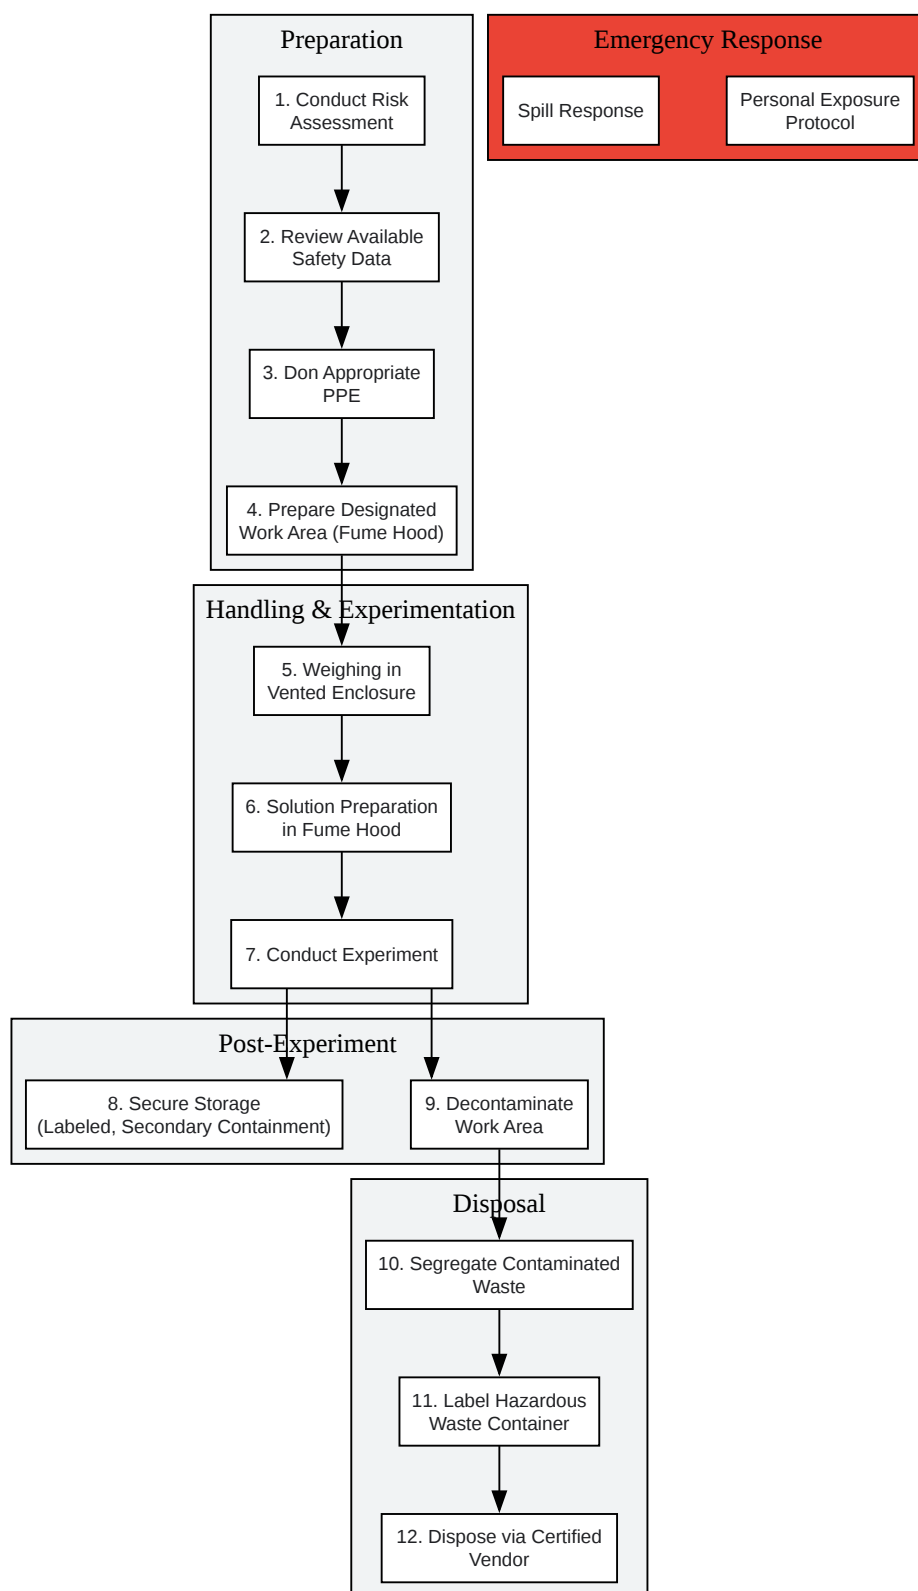 Preparation
1. Conduct Risk
Assessment
2. Review Available
Safety Data
3. Don Appropriate
PPE
4. Prepare Designated
Work Area (Fume Hood)
Emergency Response
Spill Response
Personal Exposure
Protocol
Handling & Experimentation
5. Weighing in
Vented Enclosure
6. Solution Preparation
in Fume Hood
7. Conduct Experiment
Post-Experiment
8. Secure Storage
(Labeled, Secondary Containment)
9. Decontaminate
Work Area
Disposal
10. Segregate Contaminated
Waste
11. Label Hazardous
Waste Container
12. Dispose via Certified
Vendor